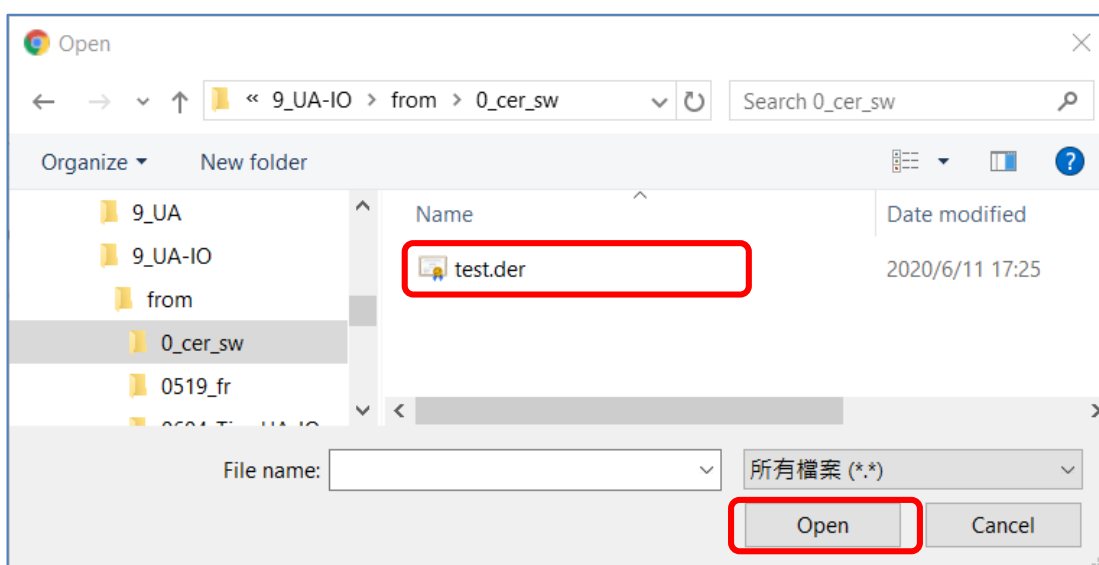 Open
« 9_UA-IO > from > 0_cer_sw
Search 0_cer_sw
Organize
New folder
?
9_UA
9_UA-IO
from
0_cer_sw
0519_fr
Name
Date modified
test.der
2020/6/11 17:25
File name:
所有檔案 (*.*)
Open
Cancel